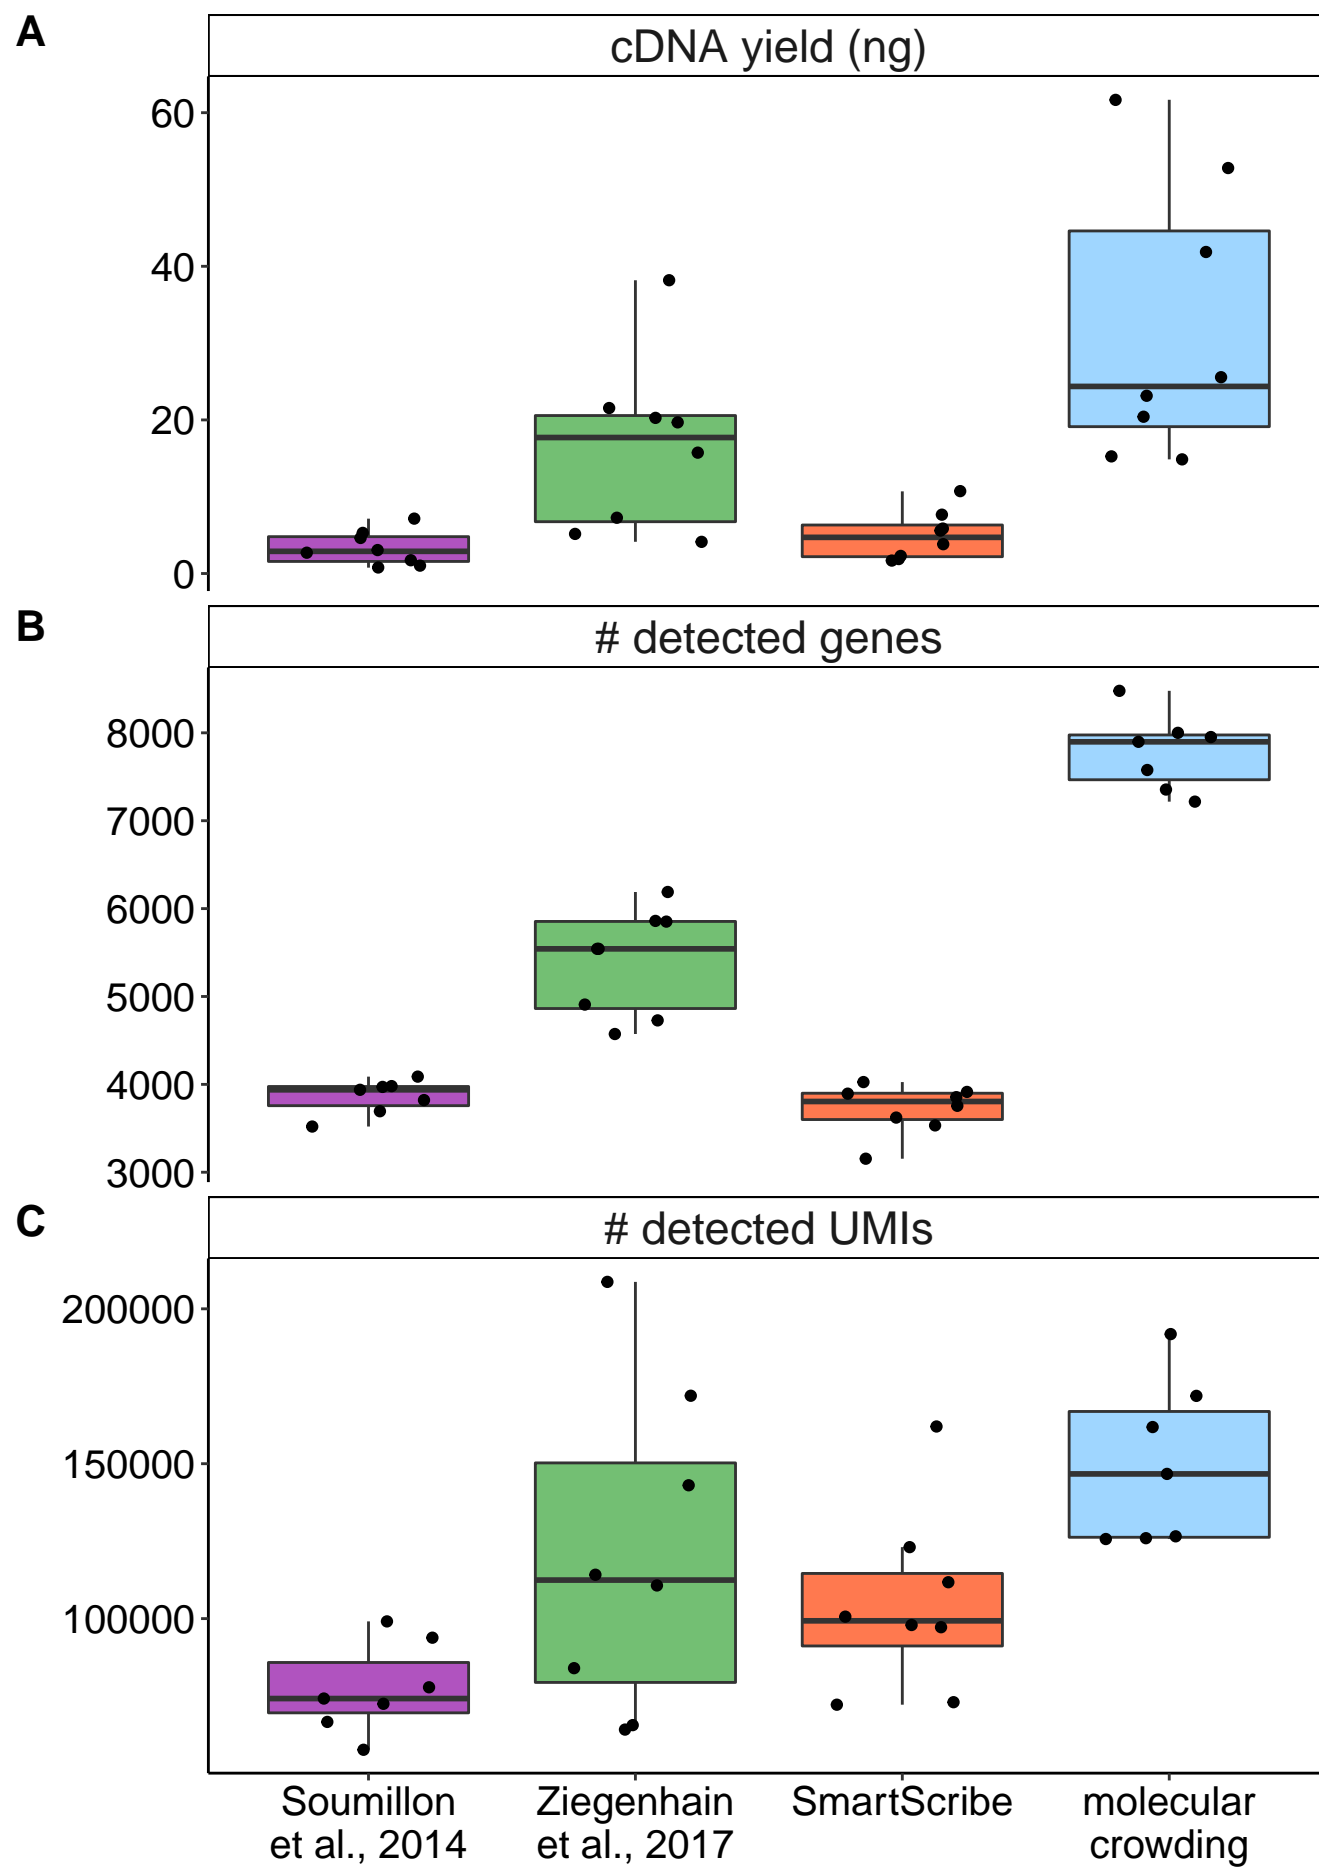 A
cDNA yield (ng)
60
40
20
0
B
# detected genes
8000
7000
6000
5000
4000
3000
C
# detected UMIs
200000
150000
100000
Soumillon
et al., 2014
Ziegenhain
et al., 2017
SmartScribe
molecular
crowding